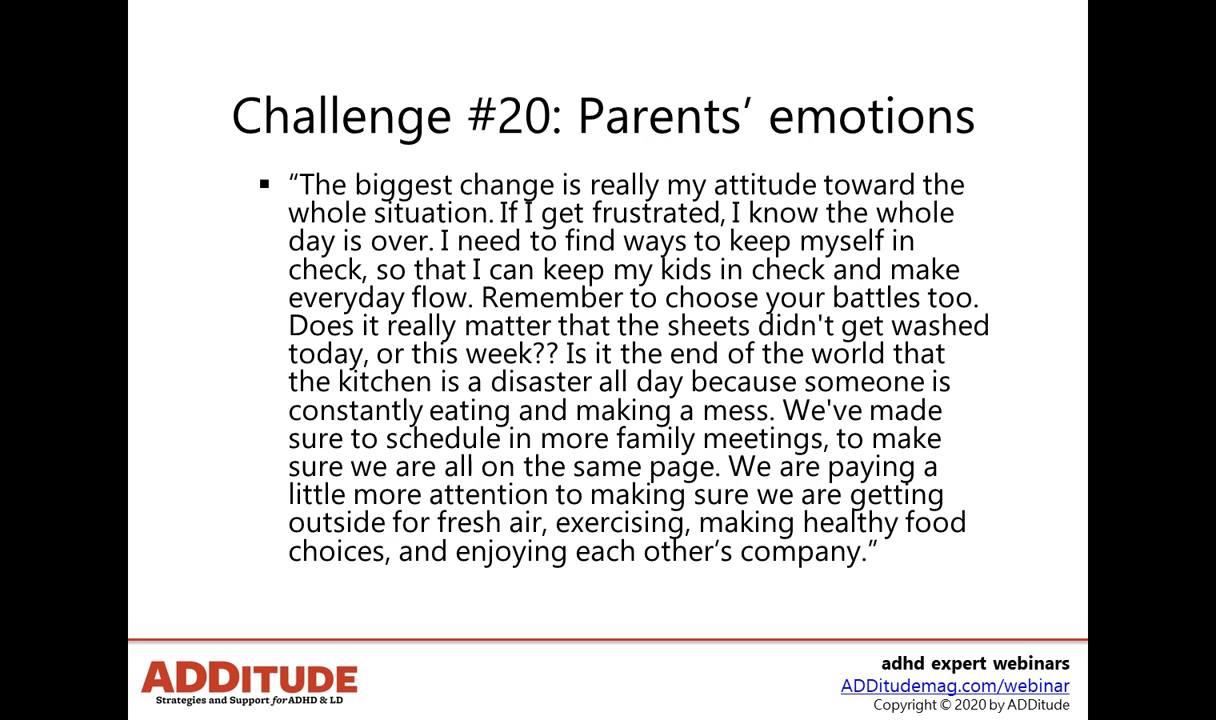 Challenge #20: Parents’ emotions
▪ “The biggest change is really my attitude toward the
whole situation. If I get frustrated, I know the whole
day is over. I need to find ways to keep myself in
check, so that I can keep my kids in check and make
everyday flow. Remember to choose your battles too.
Does it really matter that the sheets didn't get washed
today, or this week?? Is it the end of the world that
the kitchen is a disaster all day because someone is
constantly eating and making a mess. We've made
sure to schedule in more family meetings, to make
sure we are all on the same page. We are paying a
little more attention to making sure we are getting
outside for fresh air, exercising, making healthy food
choices, and enjoying each other’s company.”
ADDITUDE
Strategies and Support for ADHD & LD
adhd expert webinars
ADDitudemag.com/webinar
Copyright © 2020 by ADDitude